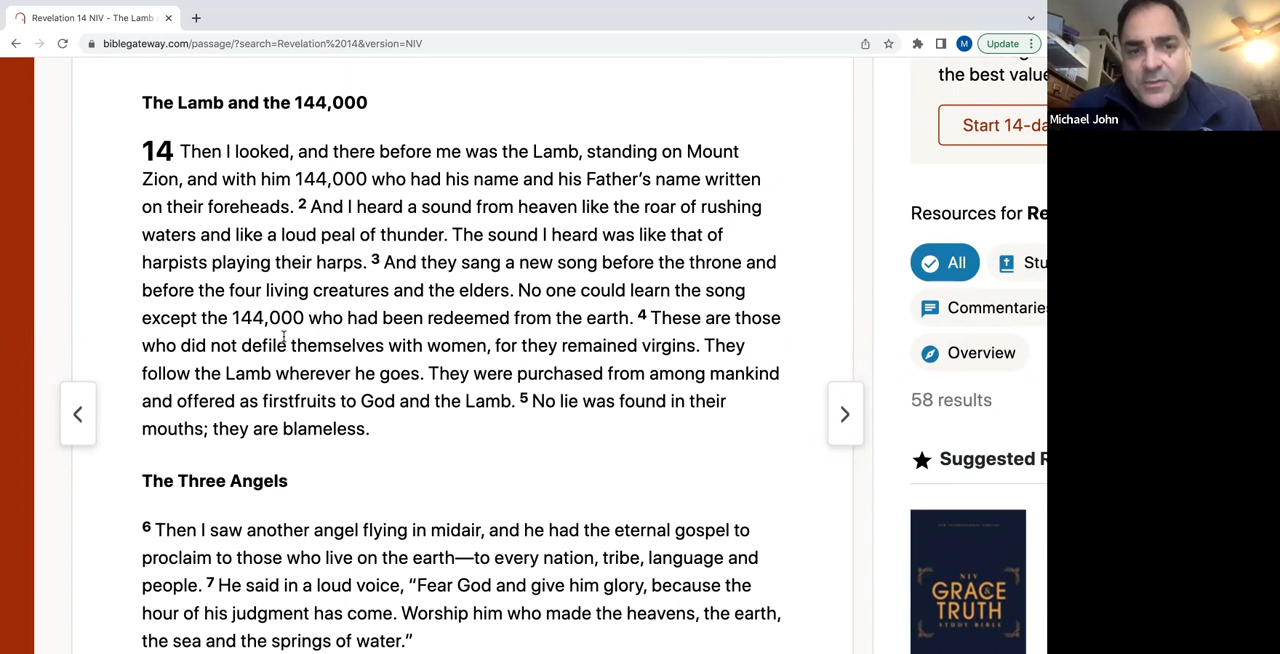 Revelation 14 NIV - The Lamb
biblegateway.com/passage/?search=Revelation%2014&version=NIV
M
Update
The Lamb and the 144,000
14 Then I looked, and there before me was the Lamb, standing on Mount
Zion, and with him 144,000 who had his name and his Father’s name written
on their foreheads. 2 And I heard a sound from heaven like the roar of rushing
waters and like a loud peal of thunder. The sound I heard was like that of
harpists playing their harps. 3 And they sang a new song before the throne and
before the four living creatures and the elders. No one could learn the song
except the 144,000 who had been redeemed from the earth. 4 These are those
who did not defile themselves with women, for they remained virgins. They
follow the Lamb wherever he goes. They were purchased from among mankind
and offered as firstfruits to God and the Lamb. 5 No lie was found in their
mouths; they are blameless.
The Three Angels
6 Then I saw another angel flying in midair, and he had the eternal gospel to
proclaim to those who live on the earth—to every nation, tribe, language and
people. 7 He said in a loud voice, “Fear God and give him glory, because the
hour of his judgment has come. Worship him who made the heavens, the earth,
the sea and the springs of water.”
the best value
Start 14-da
Resources for Re
All
Stu
Commentaries
Overview
58 results
Suggested R
NIV
GRACE
& TRUTH
STUDY BIBLE
Michael John